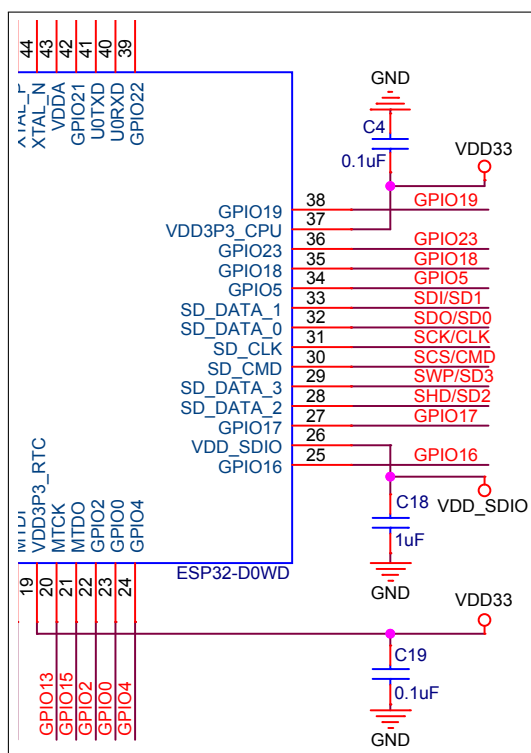 44
43
42
41
40
39
XTAL_P
XTAL_N
VDDA
GPIO21
U0TXD
U0RXD
GPIO22
GND
C4
0.1uF
VDD33
GPIO19 38 GPIO19
VDD3P3_CPU 37
GPIO23 36 GPIO23
GPIO18 35 GPIO18
GPIO5 34 GPIO5
SD_DATA_1 33 SDI/SD1
SD_DATA_0 32 SDO/SD0
SD_CLK 31 SCK/CLK
SD_CMD 30 SCS/CMD
SD_DATA_3 29 SWP/SD3
SD_DATA_2 28 SHD/SD2
GPIO17 27 GPIO17
VDD_SDIO 26
GPIO16 25 GPIO16
VDD_SDIO
C18
1uF
GND
MTDI
VDD3P3_RTC
MTCK
MTDO
GPIO2
GPIO0
GPIO4
ESP32-D0WD
19
20
21
22
23
24
VDD33
GPIO13
GPIO15
GPIO2
GPIO0
GPIO4
C19
0.1uF
GND